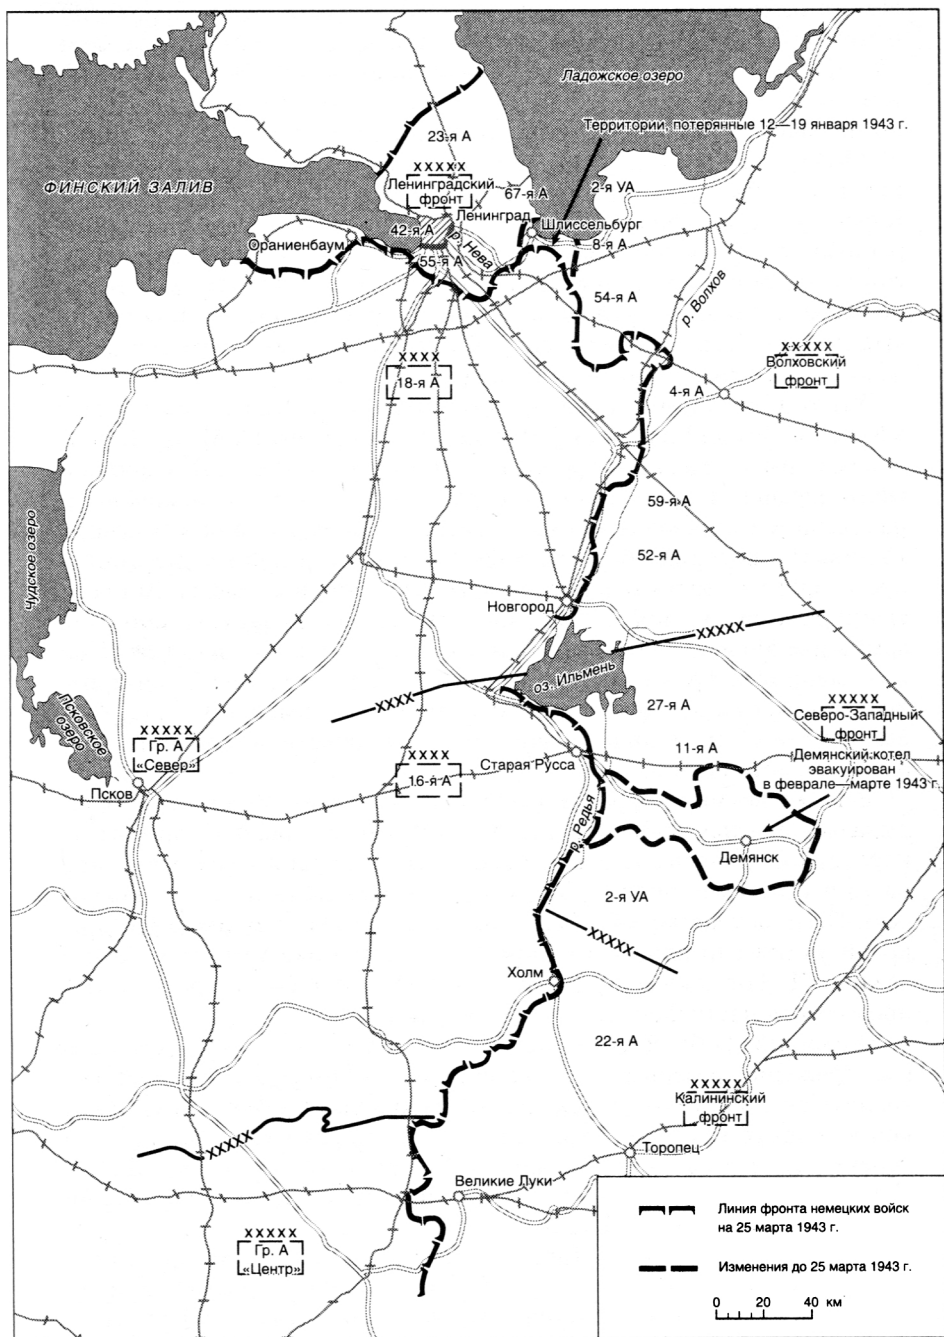 Ладожское озеро
23-я А
Территории, потерянные 12—19 января 1943 г.
XXXXX
Ленинградский
фронт
67-я А
2-я УА
ФИНСКИЙ ЗАЛИВ
Ленинград
Шлиссельбург
42-я А
р. Нева
8-я А
Ораниенбаум
55-я А
54-я А
р. Волхов
XXXX
18-я А
XXXXX
Волховский
фронт
4-я А
59-я А
Чудское озеро
52-я А
Новгород
XXXXX
оз. Ильмень
XXXX
Псковское
озеро
27-я А
XXXXX
Северо-Западный
фронт
XXXXX
Гр. А
«Север»
11-я А
Демянский котел
эвакуирован
в феврале—марте 1943 г.
Старая Русса
XXXX
16-я А
Псков
р. Редья
Демянск
2-я УА
XXXXX
Холм
22-я А
XXXXX
Калининский
фронт
XXXXX
Торопец
Великие Луки
XXXXX
Гр. А
«Центр»
Линия фронта немецких войск
на 25 марта 1943 г.
Изменения до 25 марта 1943 г.
0 20 40 км